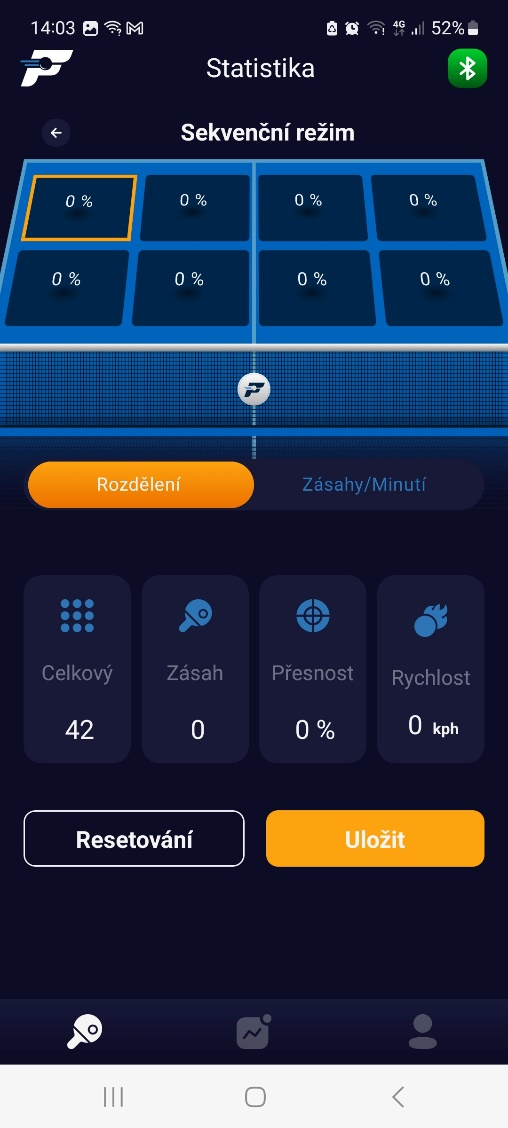 14:03 4G 52%
Statistika
Sekvenční režim
0 % 0 % 0 % 0 %
0 % 0 % 0 % 0 %
Rozdělení Zásahy/Minutí
Celkový Zásah Přesnost Rychlost
42 0 0 % 0 kph
Resetování Uložit